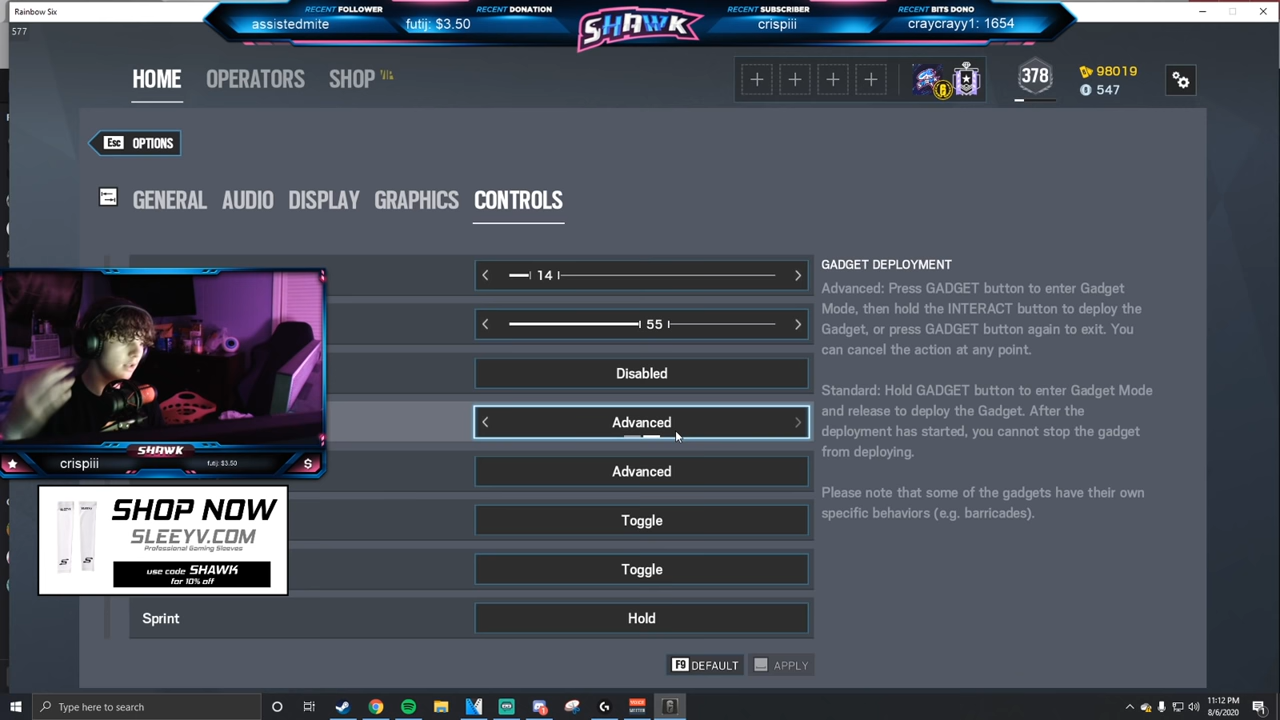 Rainbow Six
577
RECENT FOLLOWER
assistedmite
RECENT DONATION
futij: $3.50
SHAWK
RECENT SUBSCRIBER
crispiii
RECENT BITS DONO
craycrayy1: 1654
HOME
OPERATORS
SHOP
378
98019
547
Esc OPTIONS
GENERAL
AUDIO
DISPLAY
GRAPHICS
CONTROLS
14
55
Disabled
Advanced
Advanced
Toggle
Toggle
Sprint
Hold
GADGET DEPLOYMENT
Advanced: Press GADGET button to enter Gadget
Mode, then hold the INTERACT button to deploy the
Gadget, or press GADGET button again to exit. You
can cancel the action at any point.
Standard: Hold GADGET button to enter Gadget Mode
and release to deploy the Gadget. After the
deployment has started, you cannot stop the gadget
from deploying.
Please note that some of the gadgets have their own
specific behaviors (e.g. barricades).
F9 DEFAULT
APPLY
SHAWK
crispiii
futij: $3.50
$
SHOP NOW
SLEEYV.COM
Professional Gaming Sleeves
use code SHAWK
for 10% off
Type here to search
11:12 PM
8/6/2020